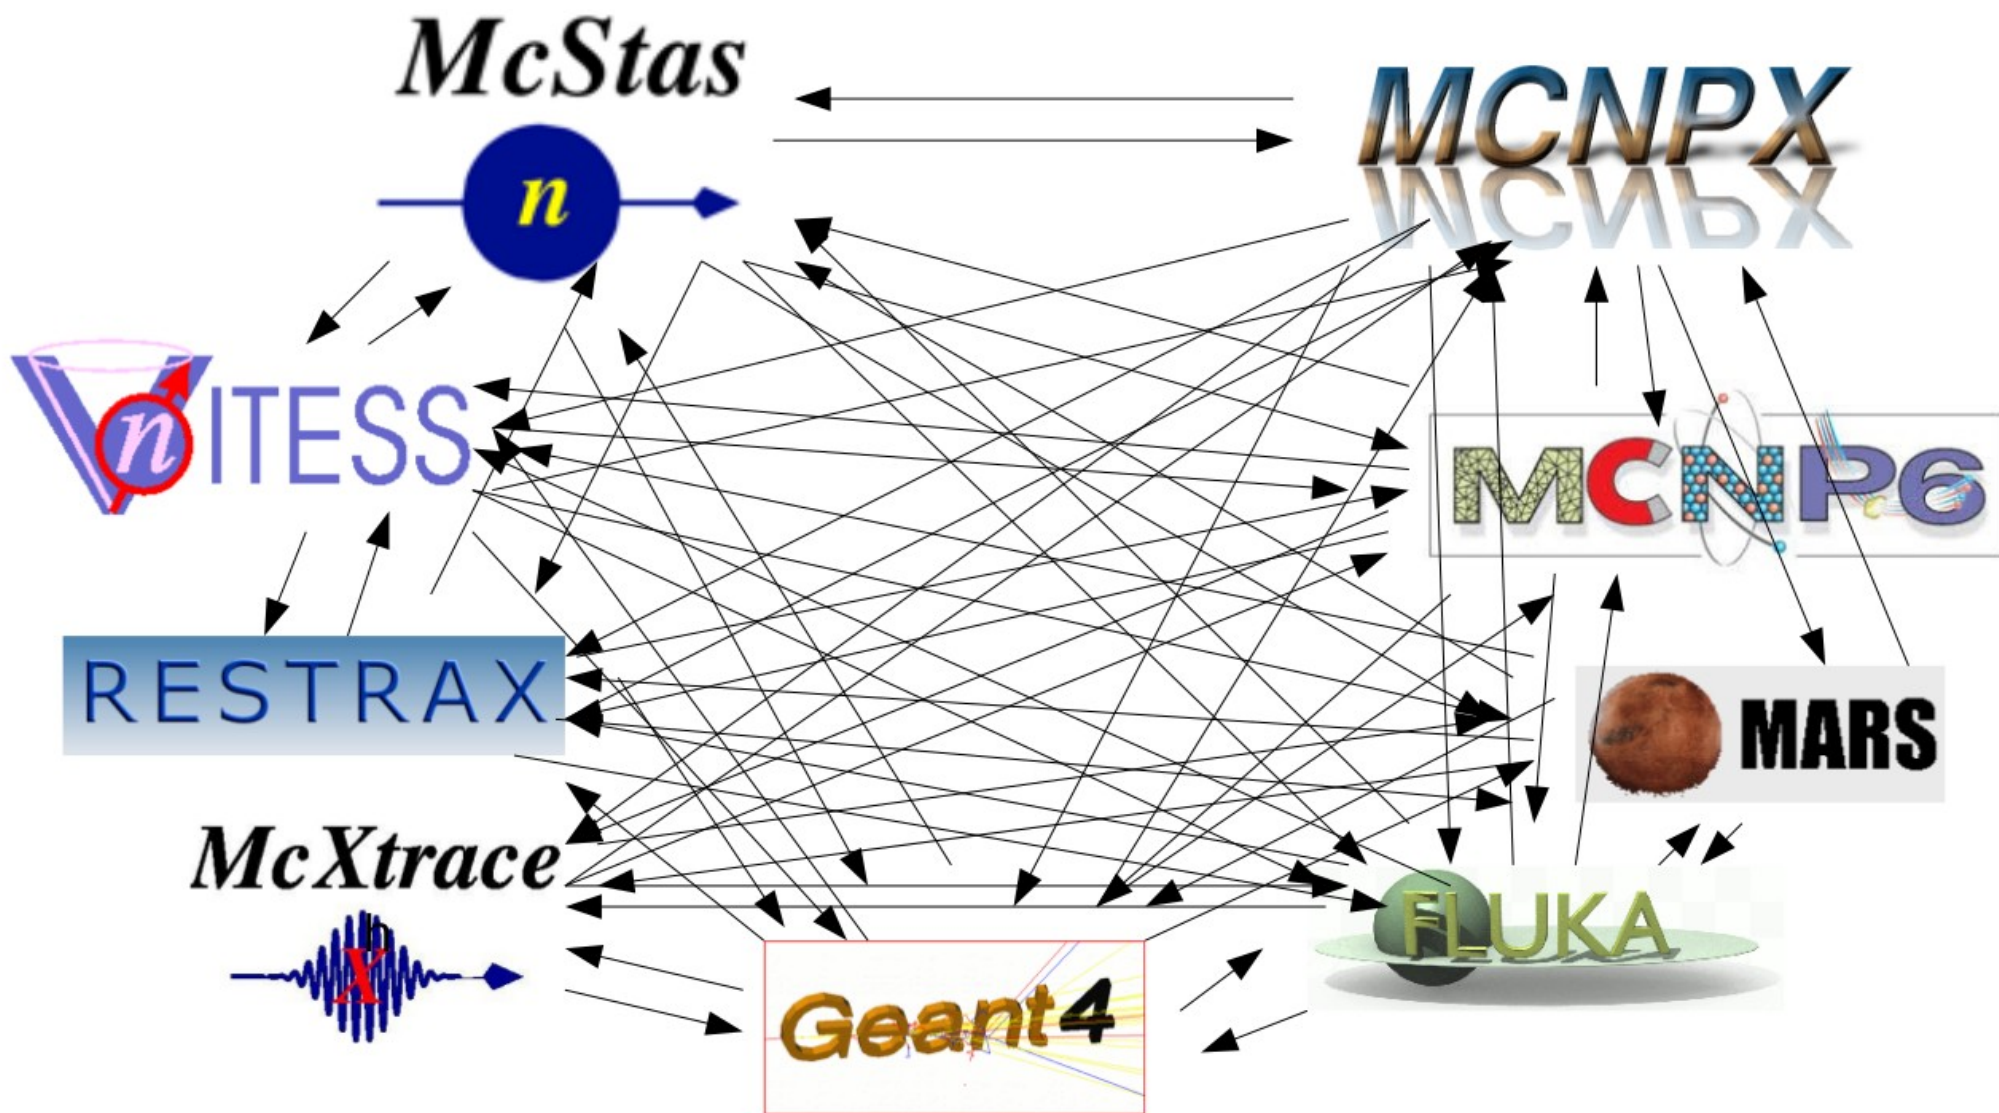 McStas
n
MCNPX
VITESS
n
MCNP6
RESTRAX
MARS
McXtrace
h
X
FLUKA
Geant4